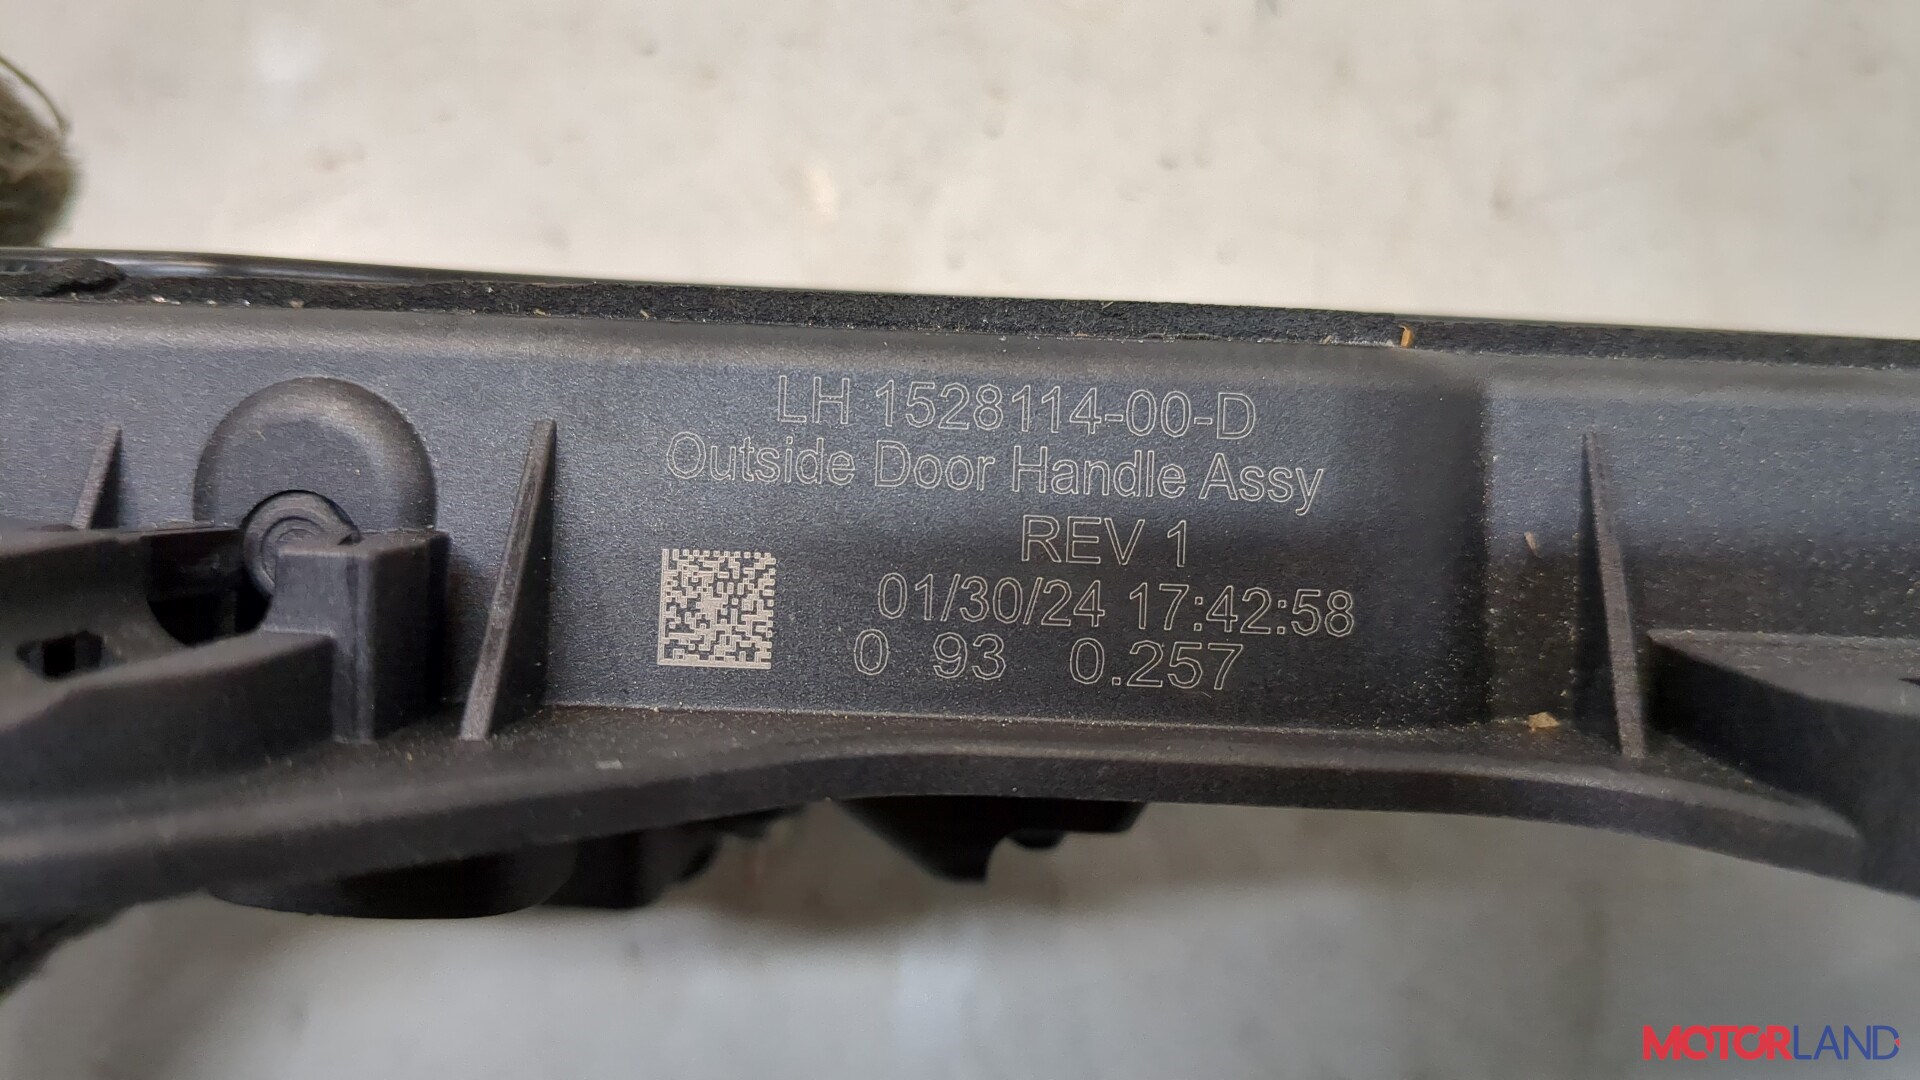 LH 1528114-00-D
Outside Door Handle Assy
REV 1
01/30/24 17:42:58
0 93 0.257
MOTORLAND